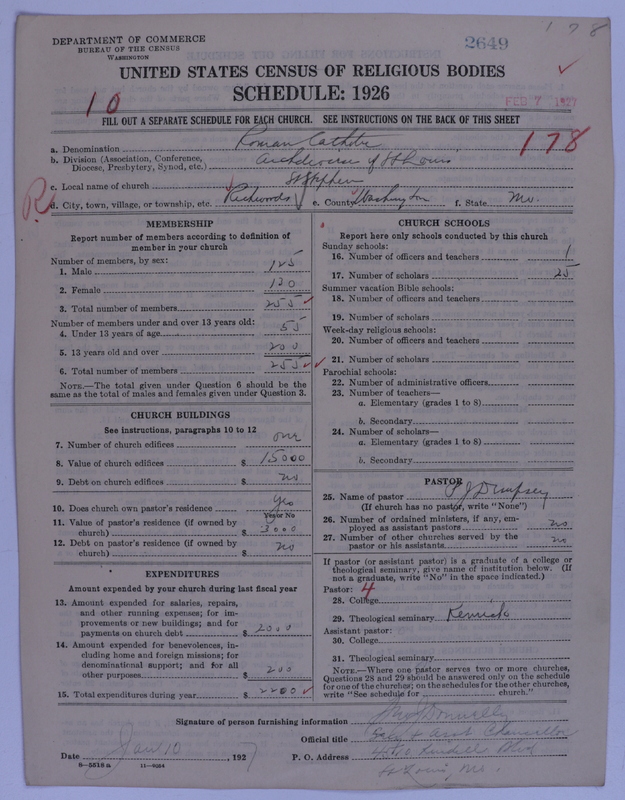 178
DEPARTMENT OF COMMERCE
BUREAU OF THE CENSUS
WASHINGTON
2649
UNITED STATES CENSUS OF RELIGIOUS BODIES
SCHEDULE: 1926
10
FEB 7 1927
FILL OUT A SEPARATE SCHEDULE FOR EACH CHURCH. SEE INSTRUCTIONS ON THE BACK OF THIS SHEET
178
a. Denomination Roman Catholic
b. Division (Association, Conference, Diocese, Presbytery, Synod, etc.) Archdiocese of St Louis
c. Local name of church St Stephen
R
d. City, town, village, or township, etc. Richwoods e. County Washington f. State Mo.
MEMBERSHIP
Report number of members according to definition of member in your church
Number of members, by sex:
1. Male 125
2. Female 130
3. Total number of members 255
Number of members under and over 13 years old:
4. Under 13 years of age 55
5. 13 years old and over 200
6. Total number of members 255
NOTE.—The total given under Question 6 should be the same as the total of males and females given under Question 3.
CHURCH BUILDINGS
See instructions, paragraphs 10 to 12
7. Number of church edifices one
8. Value of church edifices $ 15000
9. Debt on church edifices $ no
10. Does church own pastor's residence Yes
Yes or No
11. Value of pastor's residence (if owned by church) $ 3000
12. Debt on pastor's residence (if owned by church) $ no
EXPENDITURES
Amount expended by your church during last fiscal year
13. Amount expended for salaries, repairs, and other running expenses; for improvements or new buildings; and for payments on church debt $ 2000
14. Amount expended for benevolences, including home and foreign missions; for denominational support; and for all other purposes $ 200
15. Total expenditures during year $ 2200
CHURCH SCHOOLS
Report here only schools conducted by this church
Sunday schools:
16. Number of officers and teachers 1
17. Number of scholars 25
Summer vacation Bible schools:
18. Number of officers and teachers
19. Number of scholars
Week-day religious schools:
20. Number of officers and teachers
21. Number of scholars
Parochial schools:
22. Number of administrative officers
23. Number of teachers—
a. Elementary (grades 1 to 8)
b. Secondary
24. Number of scholars—
a. Elementary (grades 1 to 8)
b. Secondary
PASTOR
25. Name of pastor P J Dempsey
(If church has no pastor, write "None")
26. Number of ordained ministers, if any, employed as assistant pastors no
27. Number of other churches served by the pastor or his assistants no
If pastor (or assistant pastor) is a graduate of a college or theological seminary, give name of institution below. (If not a graduate, write "No" in the space indicated.)
Pastor: 4
28. College
29. Theological seminary Kenrick
Assistant pastor:
30. College
31. Theological seminary
NOTE.—Where one pastor serves two or more churches, Questions 28 and 29 should be answered only on the schedule for one of the churches; on the schedules for the other churches, write "See schedule for church."
Signature of person furnishing information Donnelly
Official title Sec & Asst Chancellor
Date Jan 10, 1927 P. O. Address Lindell Blvd
8—5518 a 11—9054 St Louis, Mo.